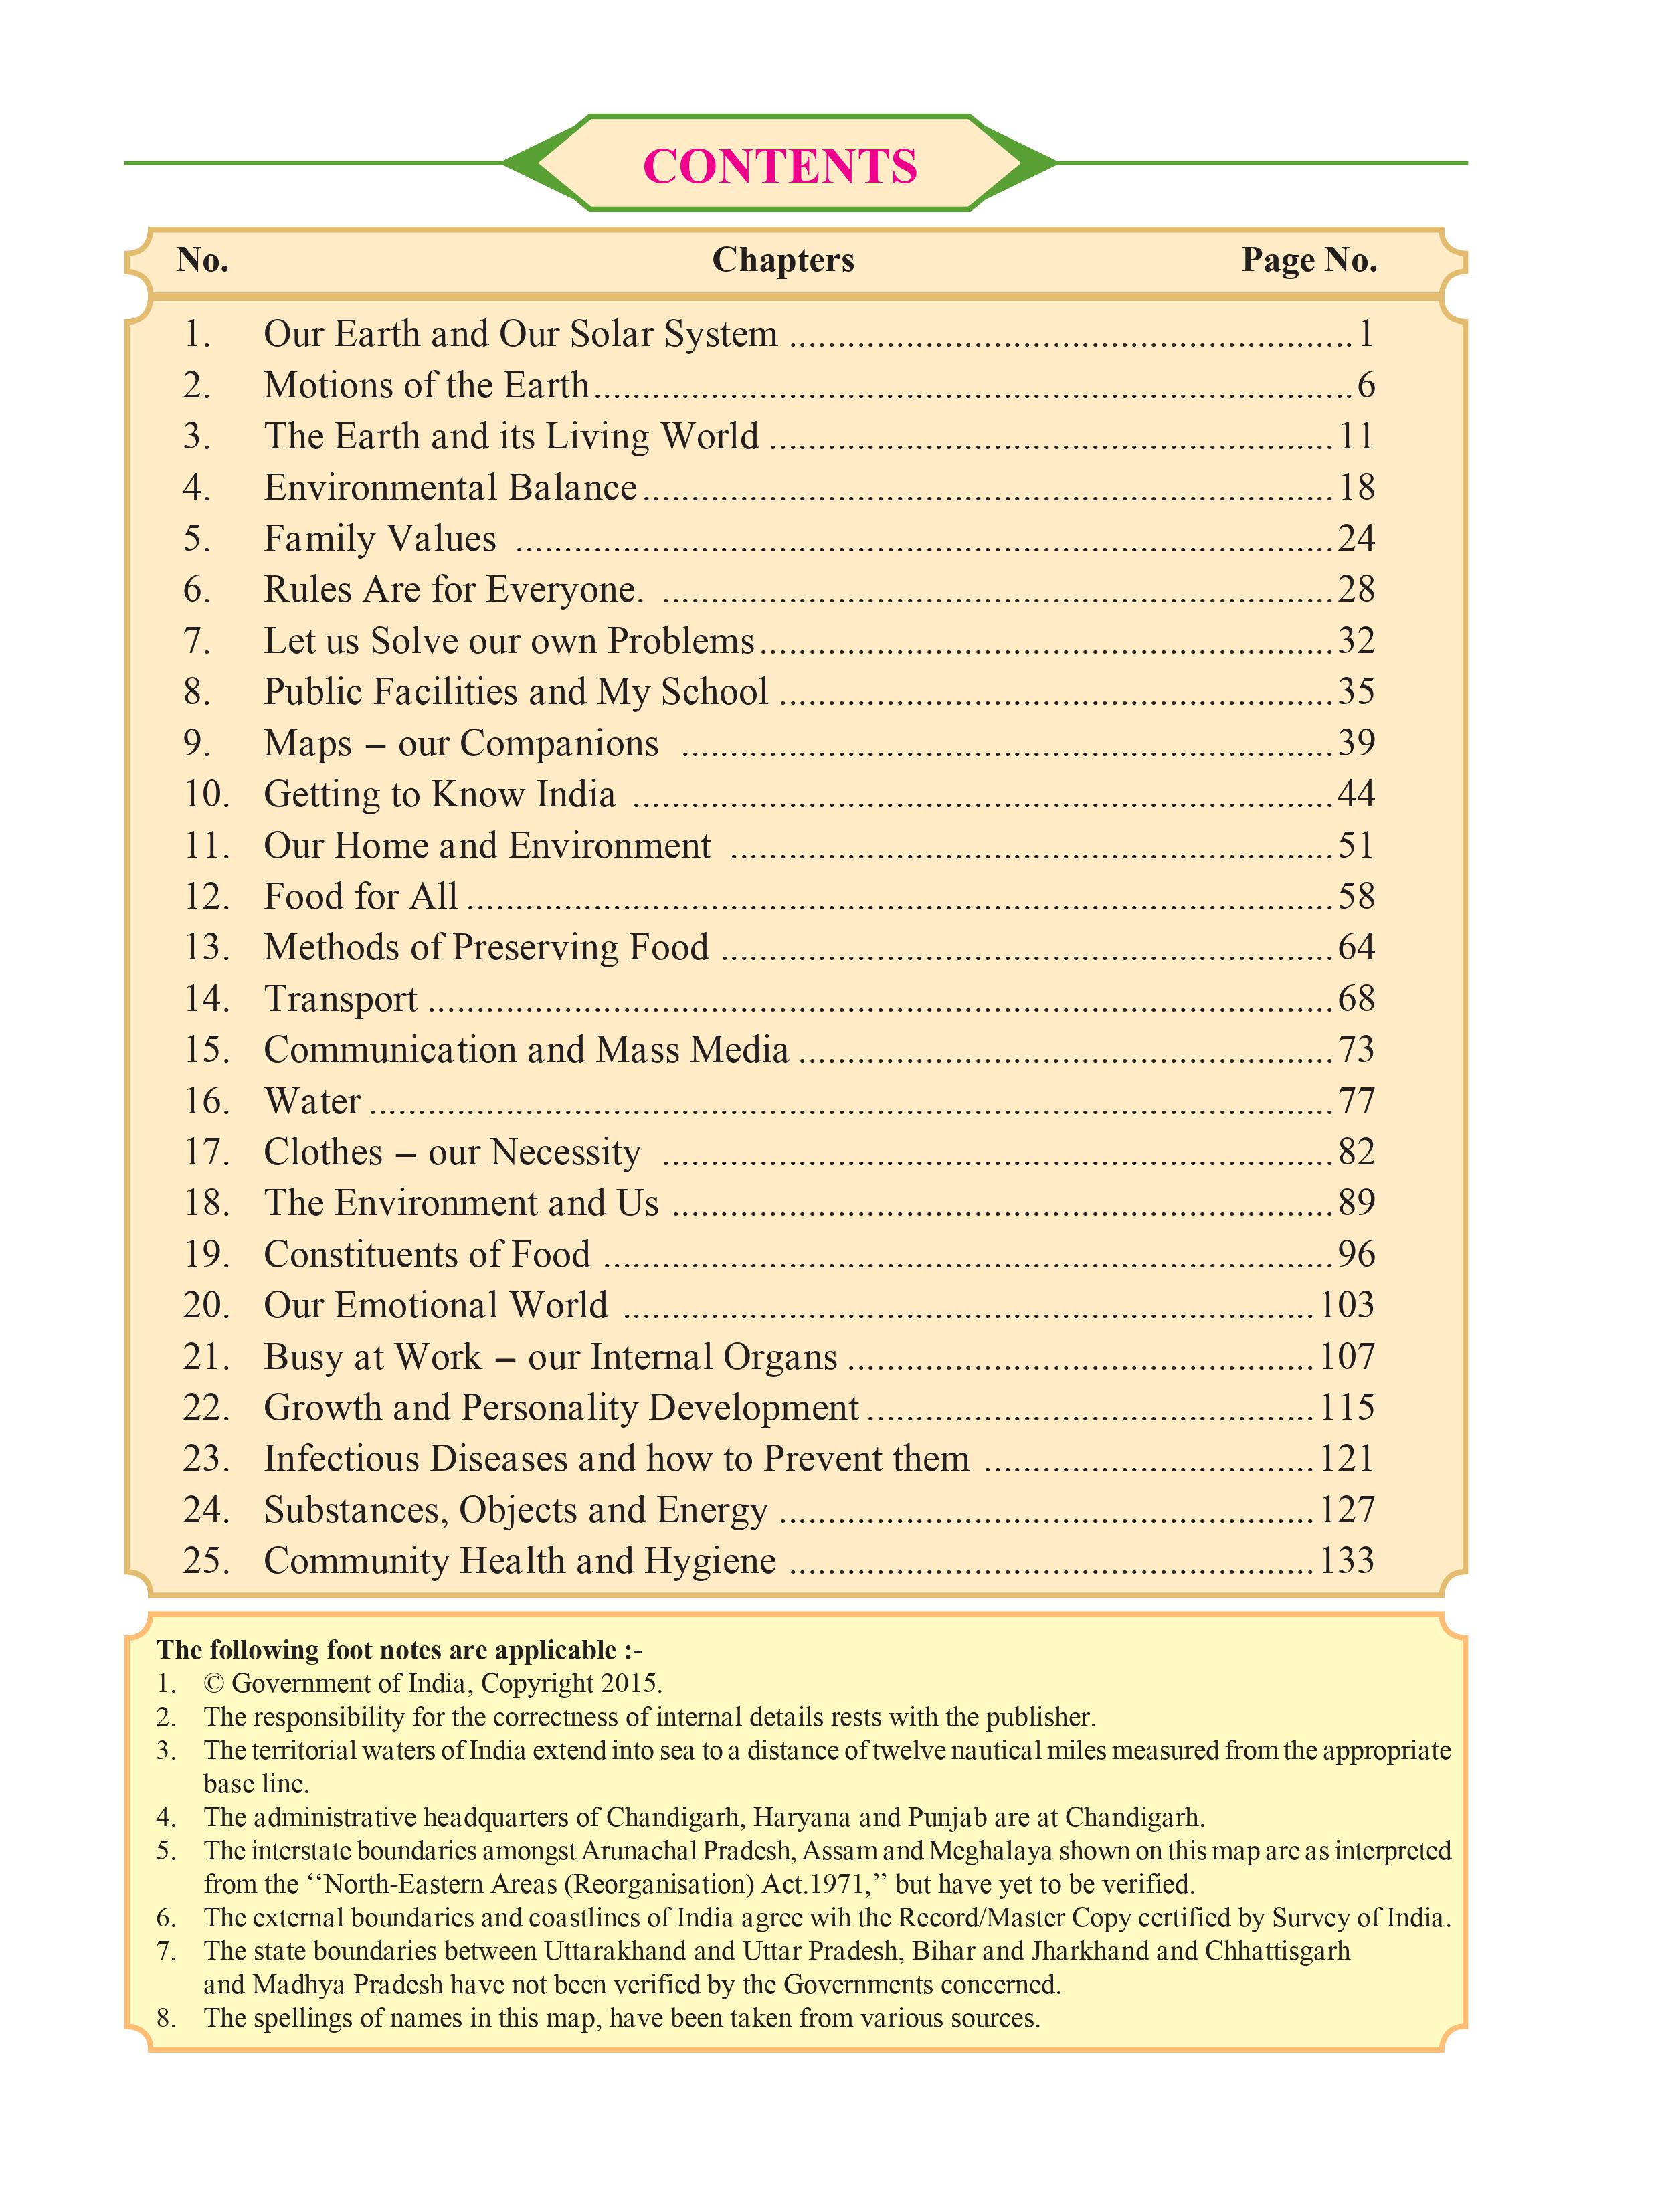 CONTENTS
No. Chapters Page No.
1. Our Earth and Our Solar System .......................................................... 1
2. Motions of the Earth.............................................................................. 6
3. The Earth and its Living World .......................................................... 11
4. Environmental Balance....................................................................... 18
5. Family Values .................................................................................... 24
6. Rules Are for Everyone. ..................................................................... 28
7. Let us Solve our own Problems........................................................... 32
8. Public Facilities and My School ......................................................... 35
9. Maps – our Companions ................................................................... 39
10. Getting to Know India ........................................................................ 44
11. Our Home and Environment .............................................................. 51
12. Food for All ......................................................................................... 58
13. Methods of Preserving Food ............................................................... 64
14. Transport ............................................................................................. 68
15. Communication and Mass Media ....................................................... 73
16. Water ................................................................................................... 77
17. Clothes – our Necessity ..................................................................... 82
18. The Environment and Us .................................................................... 89
19. Constituents of Food ........................................................................... 96
20. Our Emotional World ....................................................................... 103
21. Busy at Work – our Internal Organs ................................................ 107
22. Growth and Personality Development .............................................. 115
23. Infectious Diseases and how to Prevent them .................................. 121
24. Substances, Objects and Energy ....................................................... 127
25. Community Health and Hygiene ...................................................... 133
The following foot notes are applicable :-
1. © Government of India, Copyright 2015.
2. The responsibility for the correctness of internal details rests with the publisher.
3. The territorial waters of India extend into sea to a distance of twelve nautical miles measured from the appropriate
base line.
4. The administrative headquarters of Chandigarh, Haryana and Punjab are at Chandigarh.
5. The interstate boundaries amongst Arunachal Pradesh, Assam and Meghalaya shown on this map are as interpreted
from the ‘‘North-Eastern Areas (Reorganisation) Act.1971,’’ but have yet to be verified.
6. The external boundaries and coastlines of India agree wih the Record/Master Copy certified by Survey of India.
7. The state boundaries between Uttarakhand and Uttar Pradesh, Bihar and Jharkhand and Chhattisgarh
and Madhya Pradesh have not been verified by the Governments concerned.
8. The spellings of names in this map, have been taken from various sources.